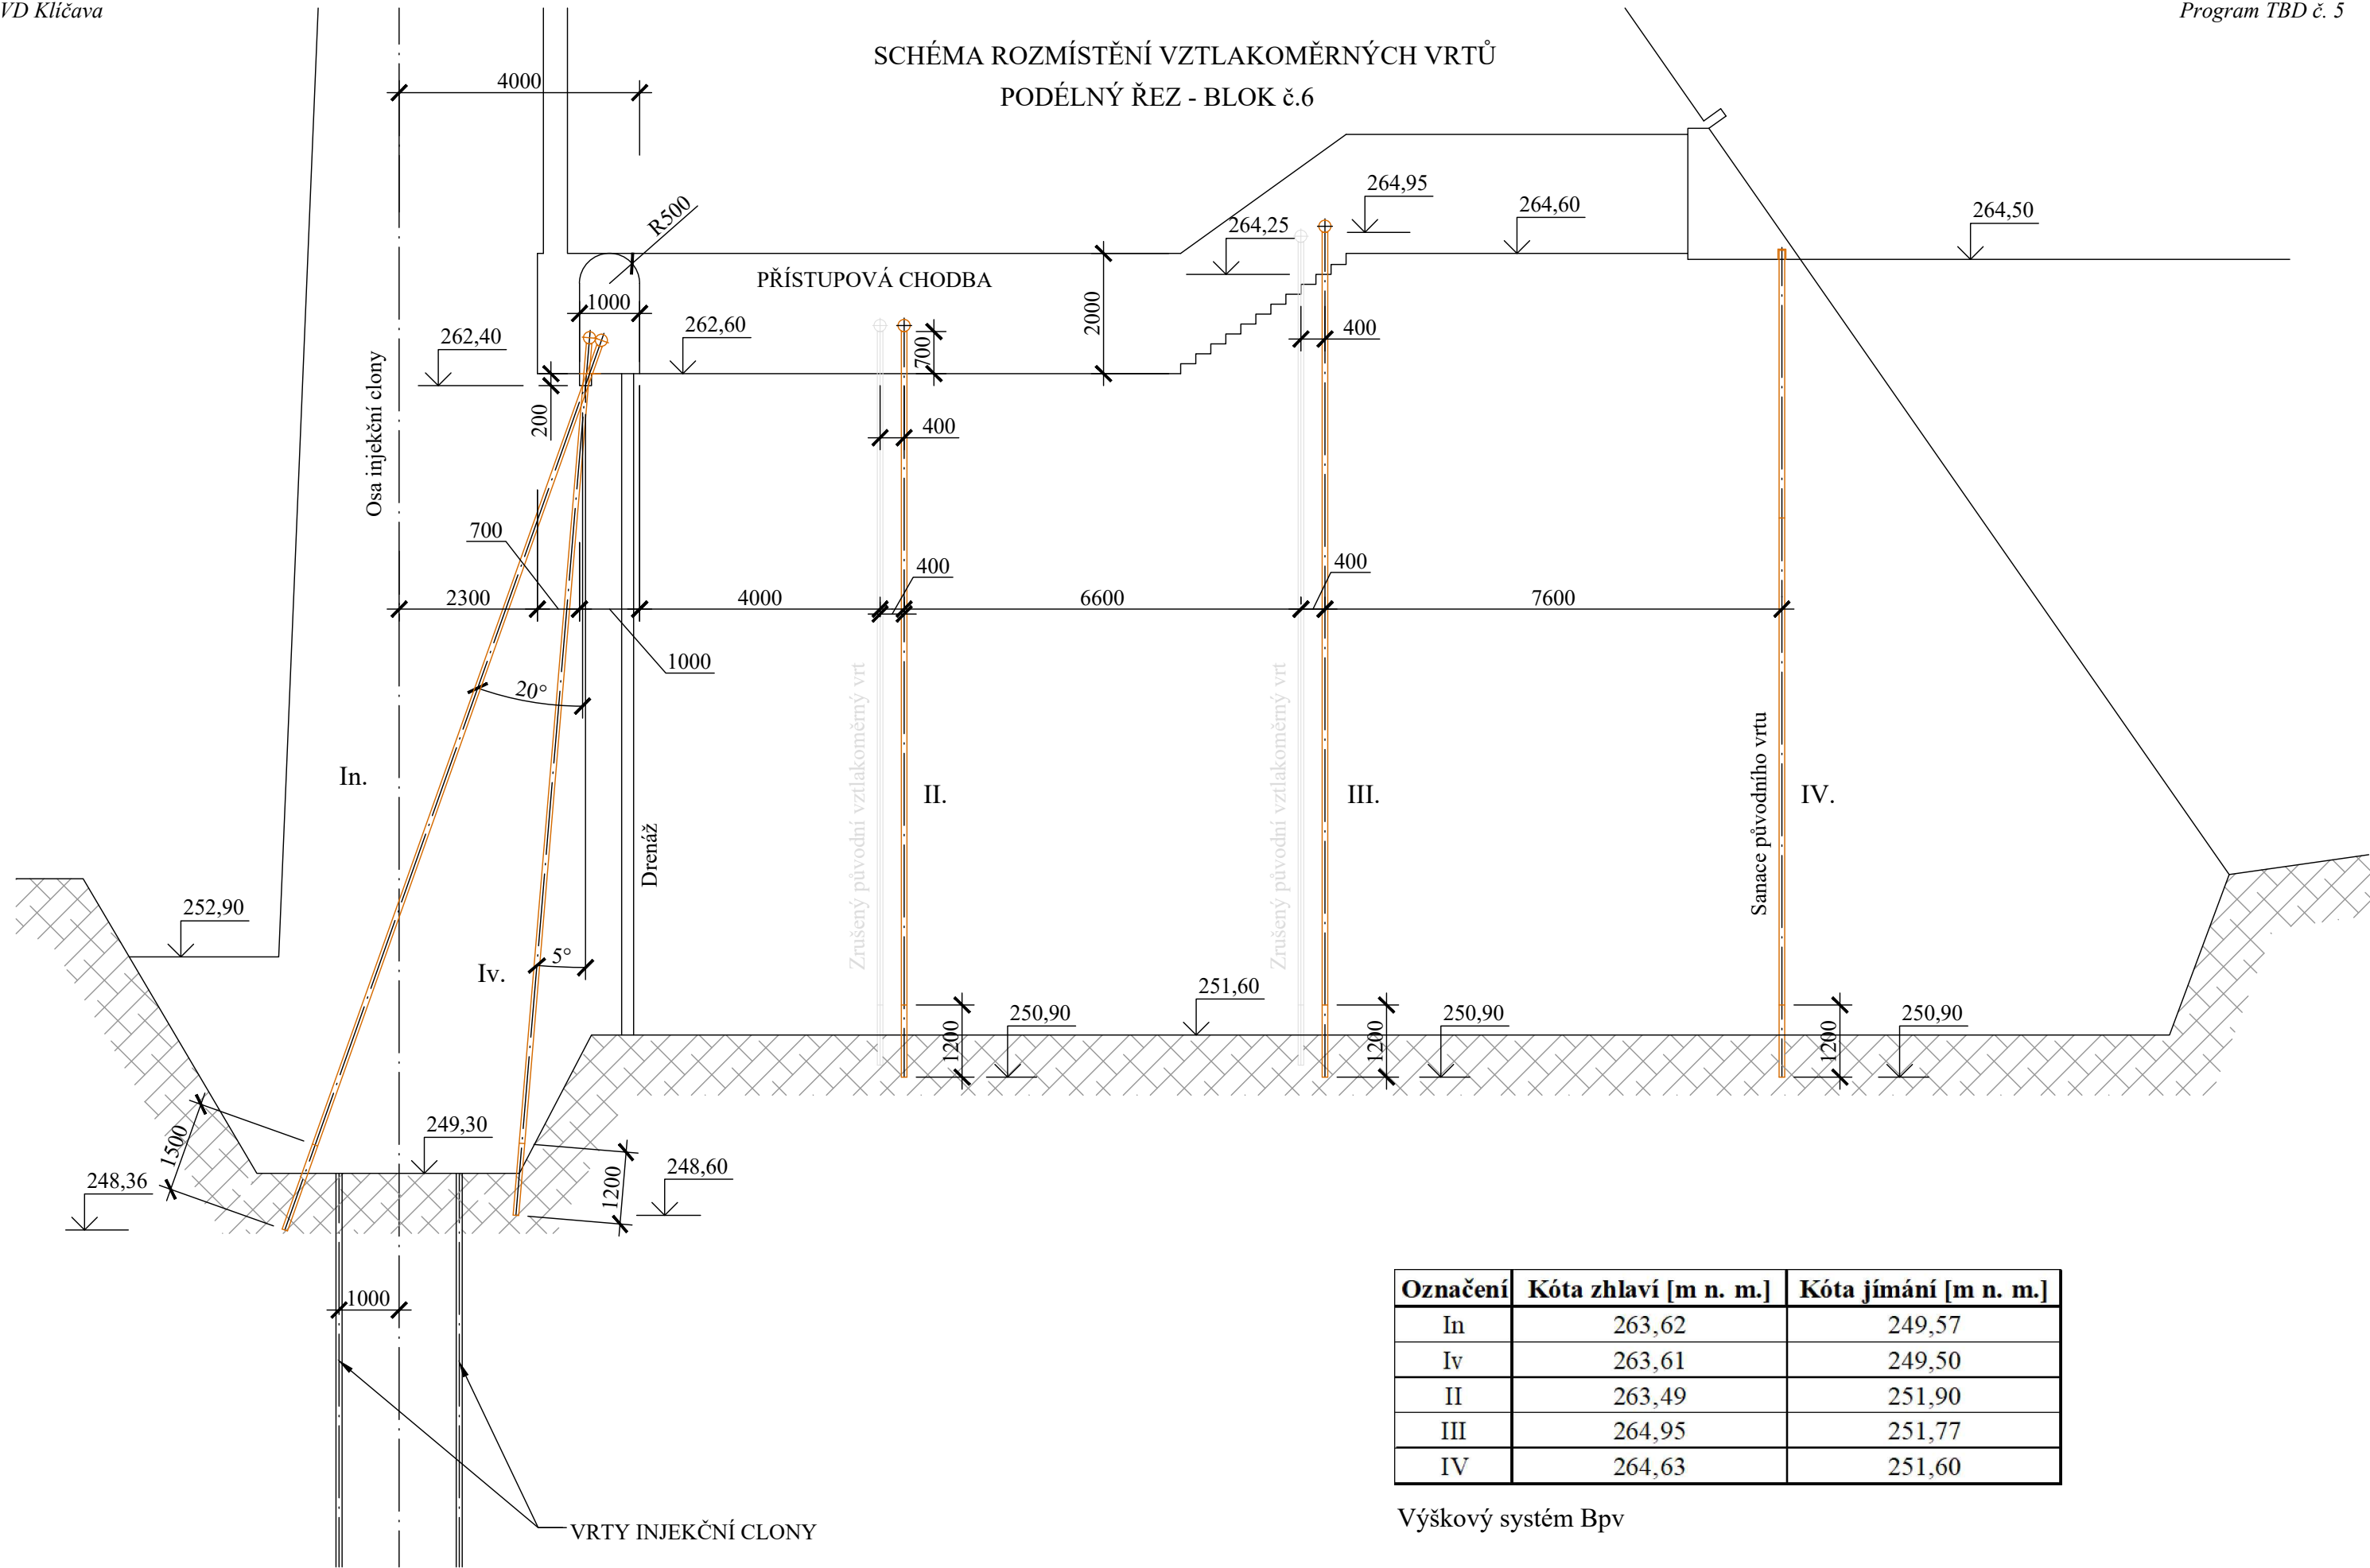 VD Klíčava
Program TBD č. 5
SCHÉMA ROZMÍSTĚNÍ VZTLAKOMĚRNÝCH VRTŮ
PODÉLNÝ ŘEZ - BLOK č.6
4000
R500
264,95
264,60
264,50
264,25
PŘÍSTUPOVÁ CHODBA
1000
2000
262,40
262,60
700
400
200
400
Osa injekční clony
700
400
400
2300
4000
6600
7600
1000
20°
Zrušený původní vztlakoměrný vrt
Zrušený původní vztlakoměrný vrt
Sanace původního vrtu
In.
II.
III.
IV.
Drenáž
252,90
Iv.
5°
251,60
250,90
250,90
250,90
1200
1200
1200
249,30
1500
1200
248,60
248,36
1000
Označení Kóta zhlaví [m n. m.] Kóta jímání [m n. m.]
In 263,62 249,57
Iv 263,61 249,50
II 263,49 251,90
III 264,95 251,77
IV 264,63 251,60
Výškový systém Bpv
VRTY INJEKČNÍ CLONY